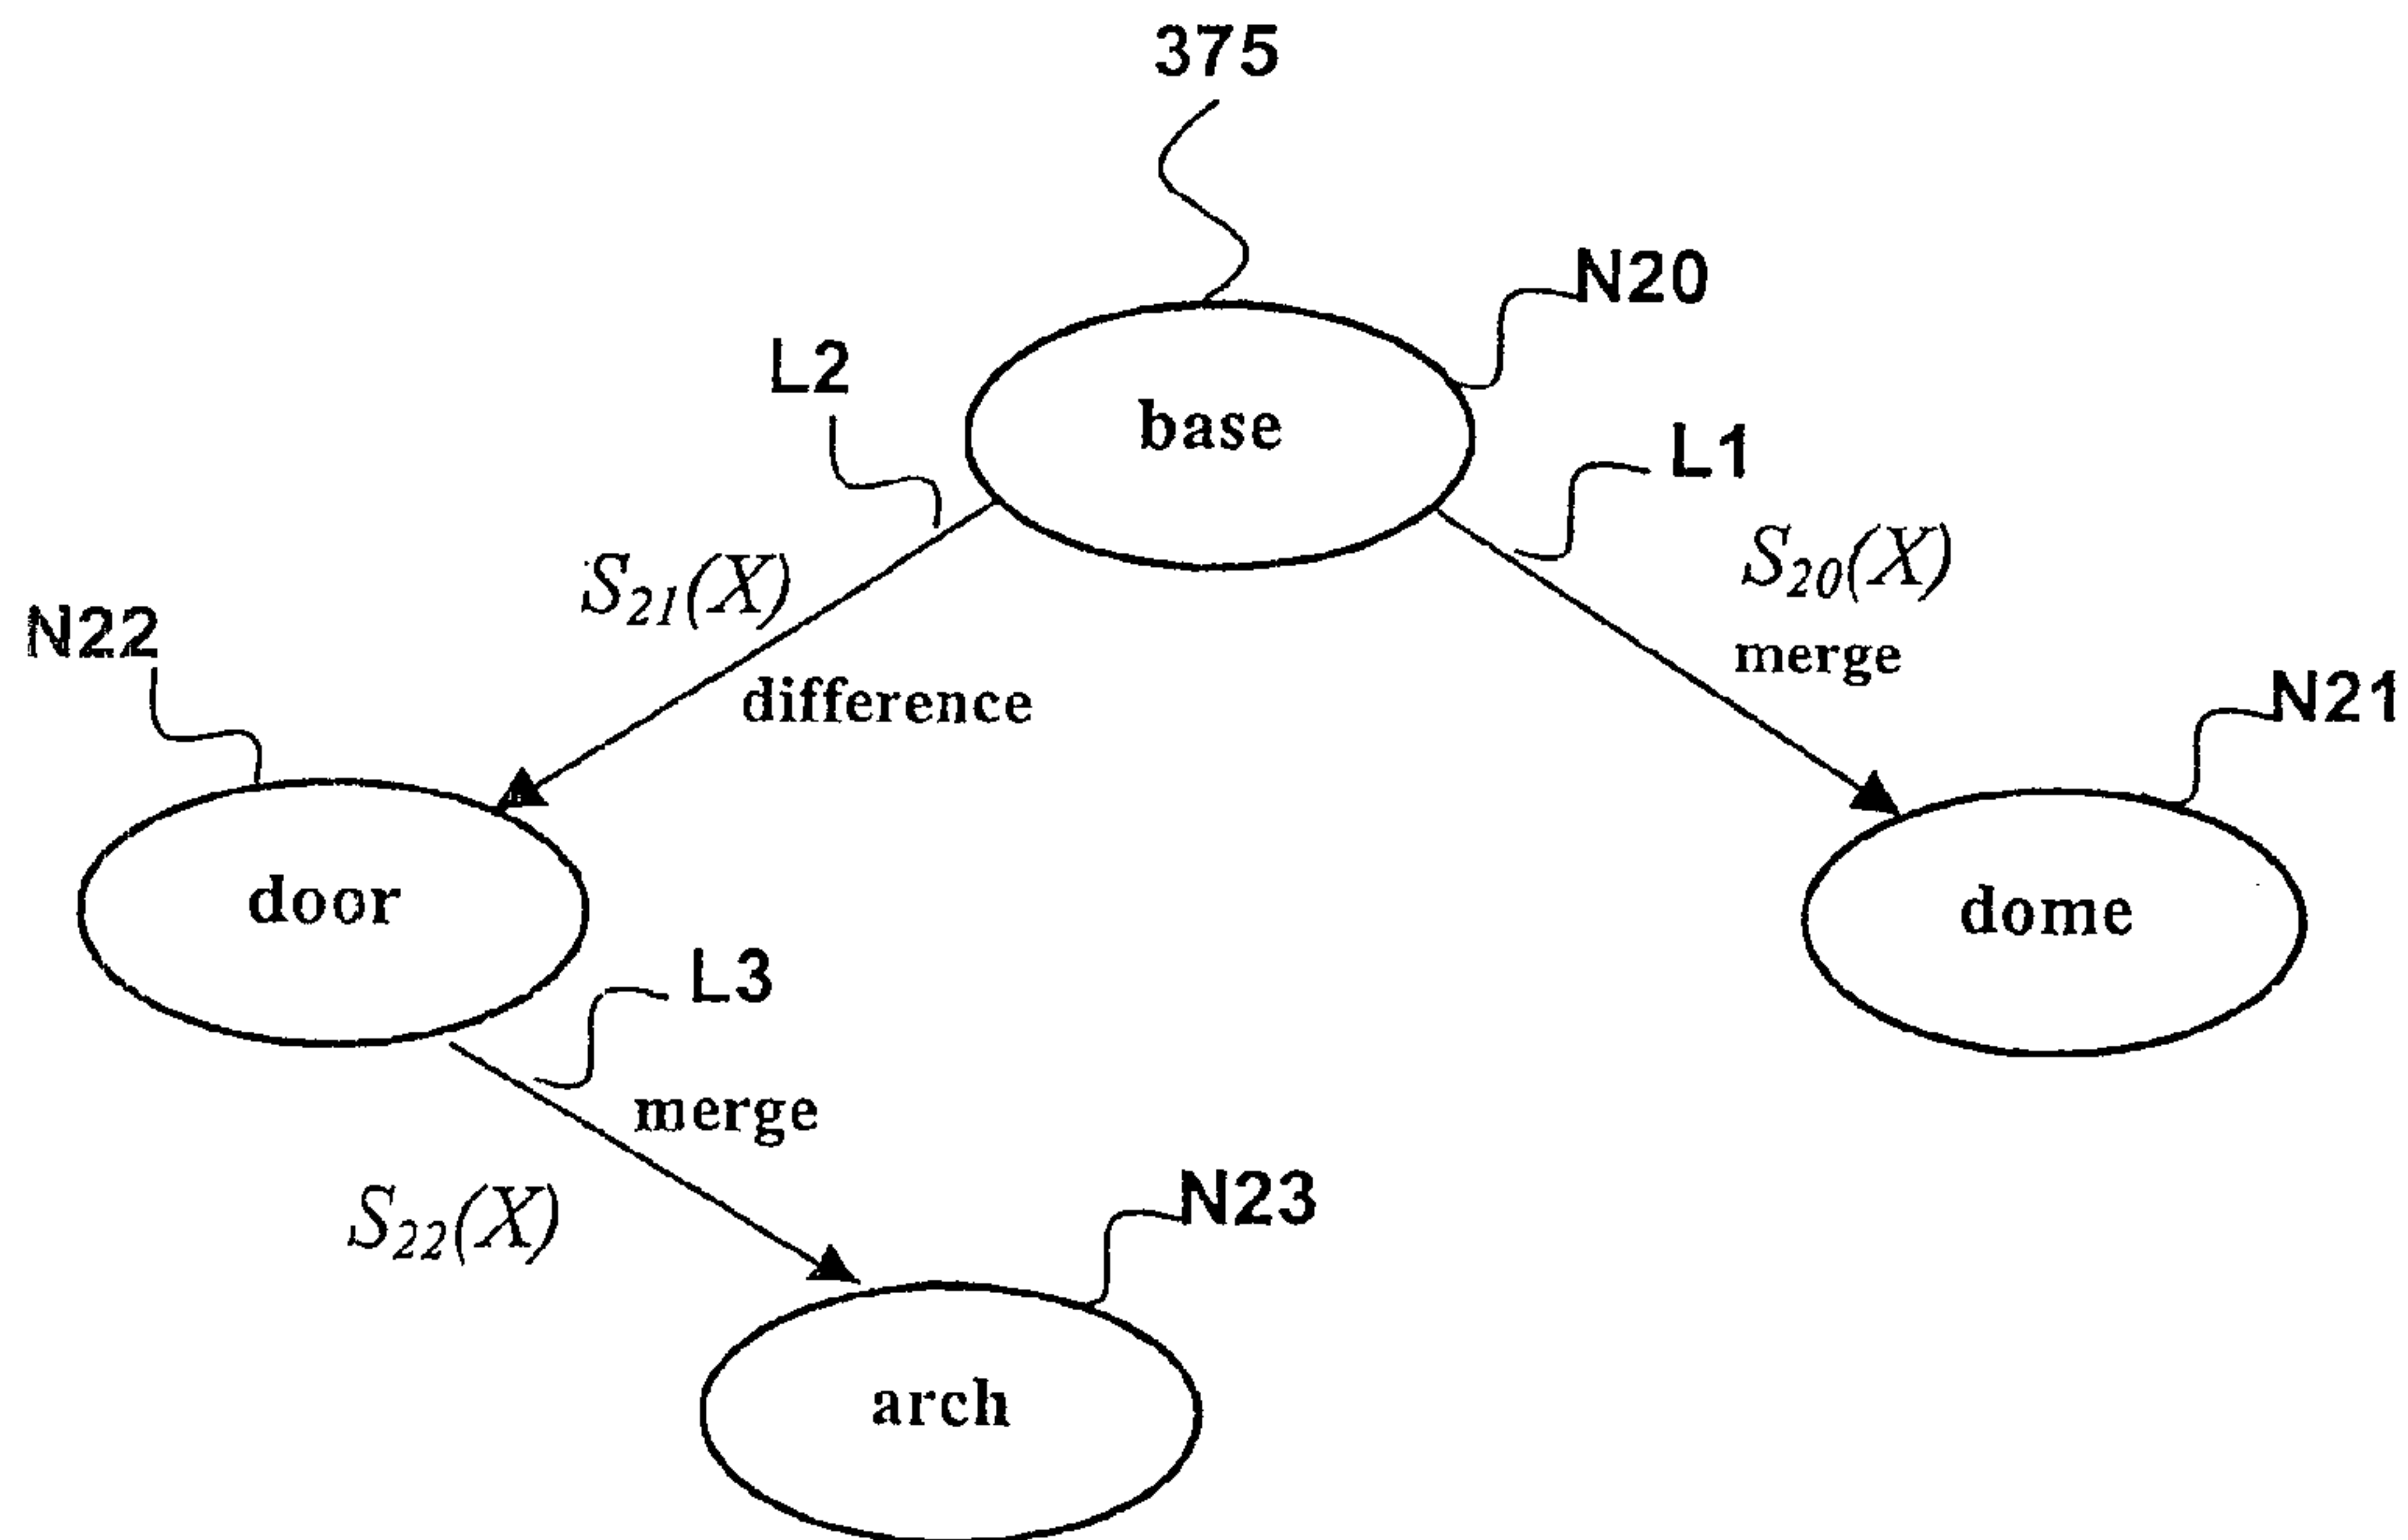 375
N20
L2
base
L1
S₂₁(X)
S₂₀(X)
N22
merge
difference
N21
door
dome
L3
merge
S₂₂(X)
N23
arch